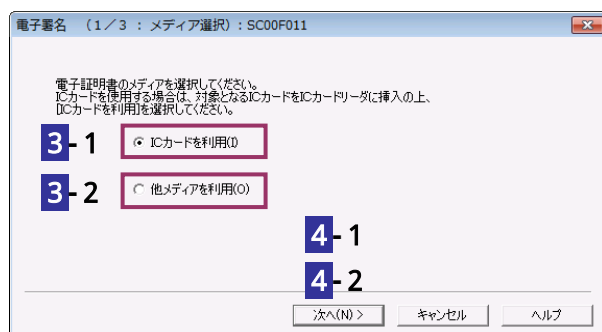 電子署名 (1/3 : メディア選択) : SC00F011
電子証明書のメディアを選択してください。
ICカードを使用する場合は、対象となるICカードをICカードリーダに挿入の上、
[ICカードを利用]を選択してください。
3-1 ICカードを利用(I)
3-2 他メディアを利用(O)
4-1
4-2
次へ(N) > キャンセル ヘルプ